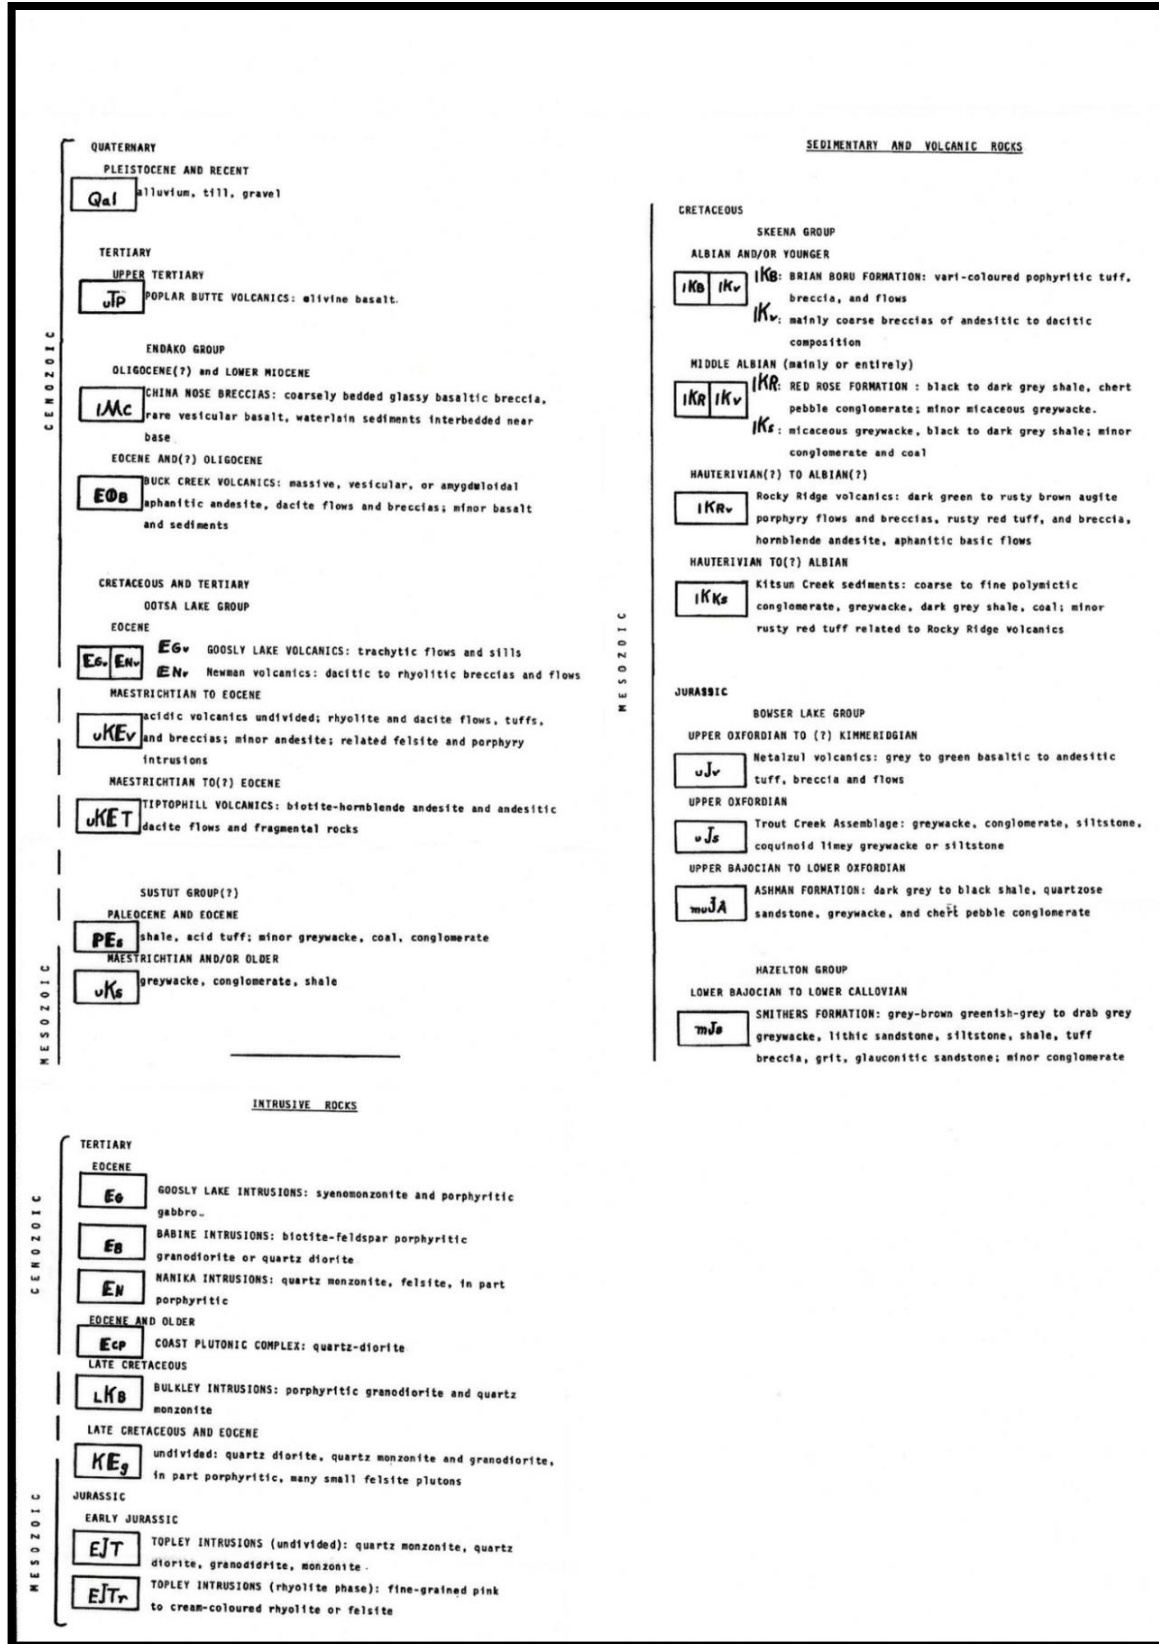 QUATERNARY
PLEISTOCENE AND RECENT
Qal alluvium, till, gravel
TERTIARY
UPPER TERTIARY
uTp POPLAR BUTTE VOLCANICS: olivine basalt.
CENOZOIC
ENDAKO GROUP
OLIGOCENE(?) and LOWER MIOCENE
lMc CHINA NOSE BRECCIAS: coarsely bedded glassy basaltic breccia,
rare vesicular basalt, waterlain sediments interbedded near
base
EOCENE AND(?) OLIGOCENE
EΦB BUCK CREEK VOLCANICS: massive, vesicular, or amygduloidal
aphanitic andesite, dacite flows and breccias; minor basalt
and sediments
CRETACEOUS AND TERTIARY
OOTSA LAKE GROUP
EOCENE
EGv ENv EGv GOOSLY LAKE VOLCANICS: trachytic flows and sills
ENv Newman volcanics: dacitic to rhyolitic breccias and flows
MAESTRICHTIAN TO EOCENE
uKEv acidic volcanics undivided; rhyolite and dacite flows, tuffs,
and breccias; minor andesite; related felsite and porphyry
intrusions
MAESTRICHTIAN TO(?) EOCENE
uKET TIPTOPHILL VOLCANICS: biotite-hornblende andesite and andesitic
dacite flows and fragmental rocks
SUSTUT GROUP(?)
PALEOCENE AND EOCENE
PEs shale, acid tuff; minor greywacke, coal, conglomerate
MAESTRICHTIAN AND/OR OLDER
uKs greywacke, conglomerate, shale
MESOZOIC
INTRUSIVE ROCKS
TERTIARY
EOCENE
EG GOOSLY LAKE INTRUSIONS: syenomonzonite and porphyritic
gabbro.
CENOZOIC
EB BABINE INTRUSIONS: biotite-feldspar porphyritic
granodiorite or quartz diorite
EN NANIKA INTRUSIONS: quartz monzonite, felsite, in part
porphyritic
EOCENE AND OLDER
ECP COAST PLUTONIC COMPLEX: quartz-diorite
LATE CRETACEOUS
LKB BULKLEY INTRUSIONS: porphyritic granodiorite and quartz
monzonite
LATE CRETACEOUS AND EOCENE
KEg undivided: quartz diorite, quartz monzonite and granodiorite,
in part porphyritic, many small felsite plutons
JURASSIC
EARLY JURASSIC
MESOZOIC
EJT TOPLEY INTRUSIONS (undivided): quartz monzonite, quartz
diorite, granodidrite, monzonite.
EJTr TOPLEY INTRUSIONS (rhyolite phase): fine-grained pink
to cream-coloured rhyolite or felsite
SEDIMENTARY AND VOLCANIC ROCKS
CRETACEOUS
SKEENA GROUP
ALBIAN AND/OR YOUNGER
lKB lKv lKB: BRIAN BORU FORMATION: vari-coloured pophyritic tuff,
breccia, and flows
lKv: mainly coarse breccias of andesitic to dacitic
composition
MIDDLE ALBIAN (mainly or entirely)
lKR lKv lKR: RED ROSE FORMATION : black to dark grey shale, chert
pebble conglomerate; minor micaceous greywacke.
lKs: micaceous greywacke, black to dark grey shale; minor
conglomerate and coal
HAUTERIVIAN(?) TO ALBIAN(?)
lKRv Rocky Ridge volcanics: dark green to rusty brown augite
porphyry flows and breccias, rusty red tuff, and breccia,
hornblende andesite, aphanitic basic flows
HAUTERIVIAN TO(?) ALBIAN
lKKs Kitsun Creek sediments: coarse to fine polymictic
conglomerate, greywacke, dark grey shale, coal; minor
rusty red tuff related to Rocky Ridge volcanics
MESOZOIC
JURASSIC
BOWSER LAKE GROUP
UPPER OXFORDIAN TO (?) KIMMERIDGIAN
uJv Netalzul volcanics: grey to green basaltic to andesitic
tuff, breccia and flows
UPPER OXFORDIAN
uJs Trout Creek Assemblage: greywacke, conglomerate, siltstone,
coquinoid limey greywacke or siltstone
UPPER BAJOCIAN TO LOWER OXFORDIAN
muJA ASHMAN FORMATION: dark grey to black shale, quartzose
sandstone, greywacke, and chert pebble conglomerate
HAZELTON GROUP
LOWER BAJOCIAN TO LOWER CALLOVIAN
mJs SMITHERS FORMATION: grey-brown greenish-grey to drab grey
greywacke, lithic sandstone, siltstone, shale, tuff
breccia, grit, glauconitic sandstone; minor conglomerate